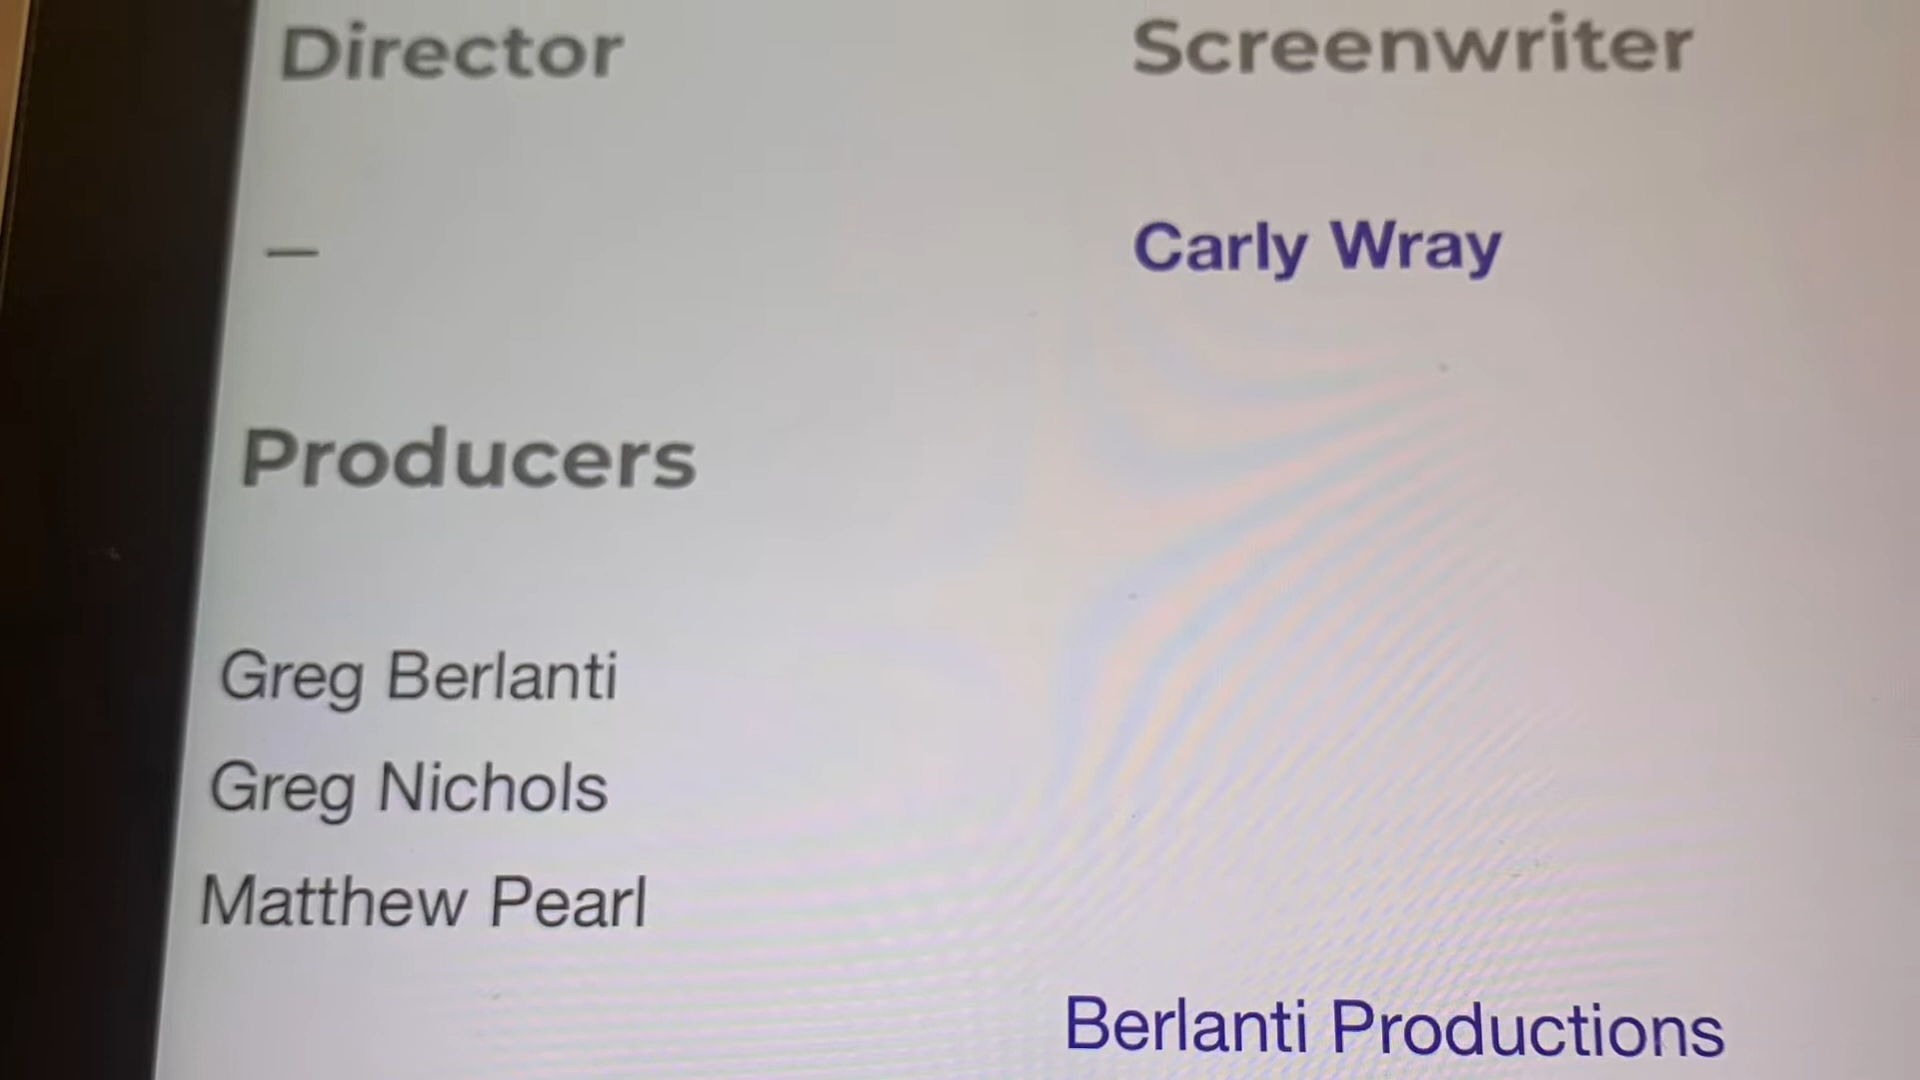 Director
Screenwriter
—
Carly Wray
Producers
Greg Berlanti
Greg Nichols
Matthew Pearl
Berlanti Productions